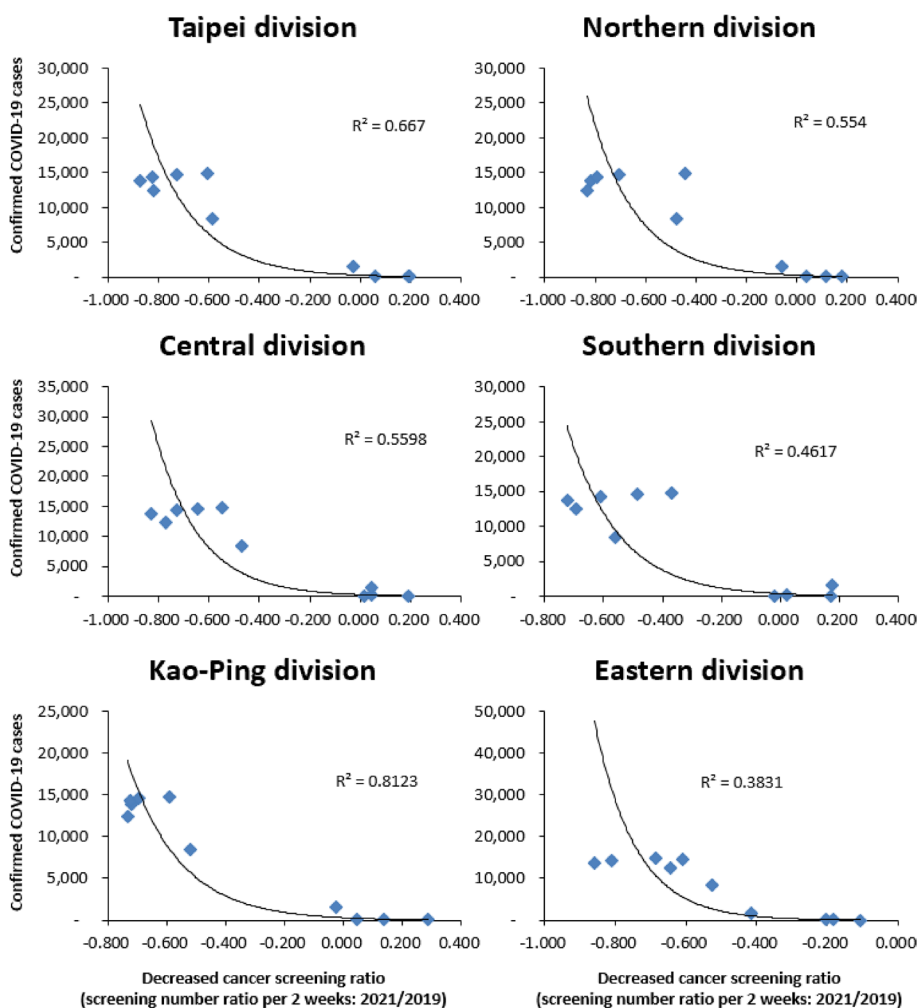 Taipei division
Confirmed COVID-19 cases
30,000
25,000
20,000
15,000
10,000
5,000
-
R² = 0.667
-1.000 -0.800 -0.600 -0.400 -0.200 0.000 0.200 0.400
Northern division
30,000
25,000
20,000
15,000
10,000
5,000
-
R² = 0.554
-1.000 -0.800 -0.600 -0.400 -0.200 0.000 0.200 0.400
Central division
35,000
30,000
25,000
20,000
15,000
10,000
5,000
-
R² = 0.5598
-1.000 -0.800 -0.600 -0.400 -0.200 0.000 0.200 0.400
Southern division
30,000
25,000
20,000
15,000
10,000
5,000
-
R² = 0.4617
-0.800 -0.600 -0.400 -0.200 0.000 0.200 0.400
Kao-Ping division
Confirmed COVID-19 cases
25,000
20,000
15,000
10,000
5,000
-
R² = 0.8123
-0.800 -0.600 -0.400 -0.200 0.000 0.200 0.400
Decreased cancer screening ratio
(screening number ratio per 2 weeks: 2021/2019)
Eastern division
50,000
40,000
30,000
20,000
10,000
-
R² = 0.3831
-1.000 -0.800 -0.600 -0.400 -0.200 0.000
Decreased cancer screening ratio
(screening number ratio per 2 weeks: 2021/2019)